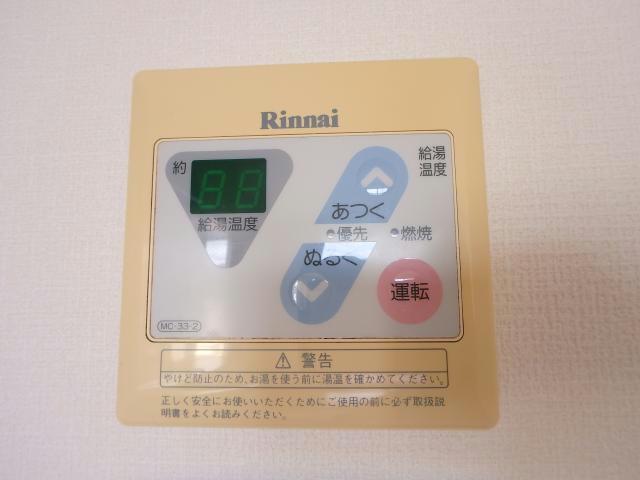 Rinnai
約
88
給湯温度
給湯
温度
あつく
優先
燃焼
ぬるく
運転
MC-33-2
⚠ 警告
やけど防止のため、お湯を使う前に湯温を確かめてください。
正しく安全にお使いいただくためにご使用の前に必ず取扱説
明書をよくお読みください。